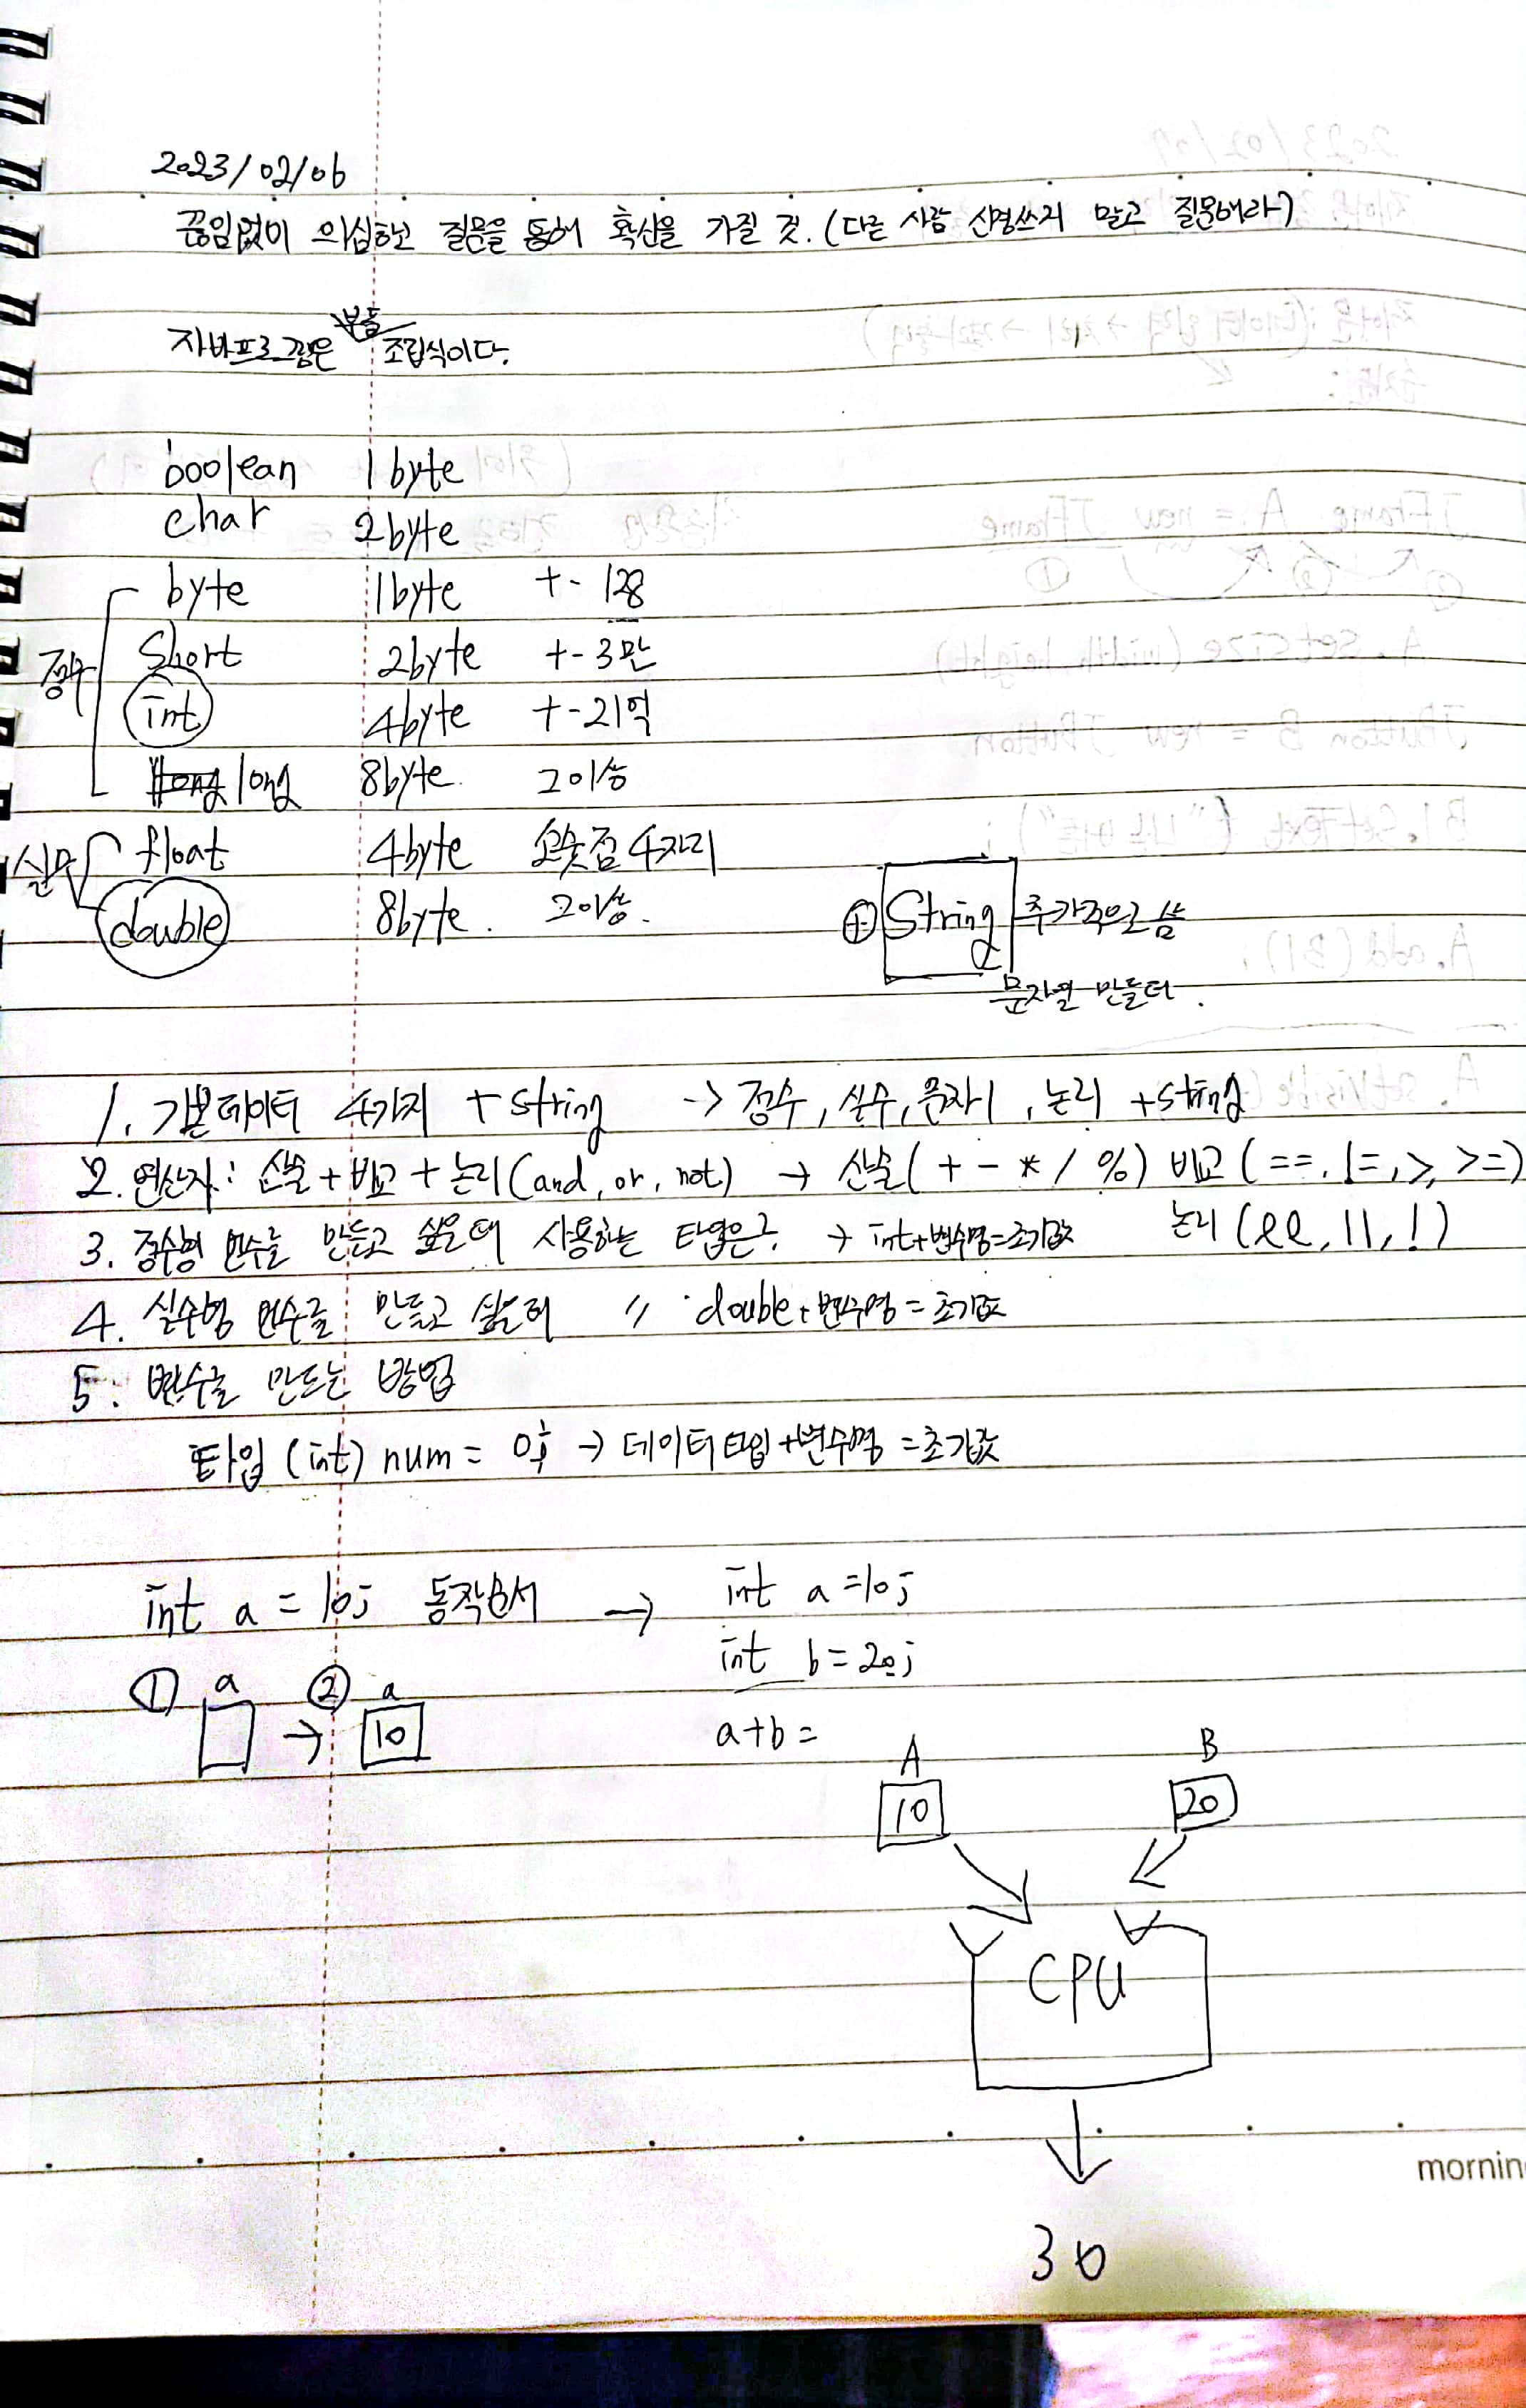 2023/02/06
끊임없이 의심하고 질문을 통해 확신을 가질 것. (다른 사람 신경쓰지 말고 질문해라)
부품
자바프로그램은 조립식이다.
boolean 1byte
char 2byte
byte 1byte +- 128
정수 short 2byte +-3만
int 4byte +-21억
long 8byte. 그이상
실수 float 4byte 소숫점 4자리
double 8byte. 그이상.
+ String 추가적으로 씀
문자열 만들때.
1. 기본데이터 4가지 + string → 정수, 실수, 문자1, 논리 + string
2. 연산자: 산술 + 비교 + 논리 (and, or, not) → 산술 ( + - * / %) 비교 ( ==, !=, >, >=)
논리 (&&, ||, !)
3. 정수형 변수를 만들고 싶을때 사용하는 타입은? → int+변수명=초기값
4. 실수형 변수를 만들고 싶을때 〃 double + 변수명 = 초기값
5. 변수를 만드는 방법
타입 (int) num = 0; → 데이터타입+변수명 = 초기값
int a = 10; 동작순서 → int a = 10;
int b = 20;
① a → ② a
10
a+b =
A B
10 20
CPU
30
mornin